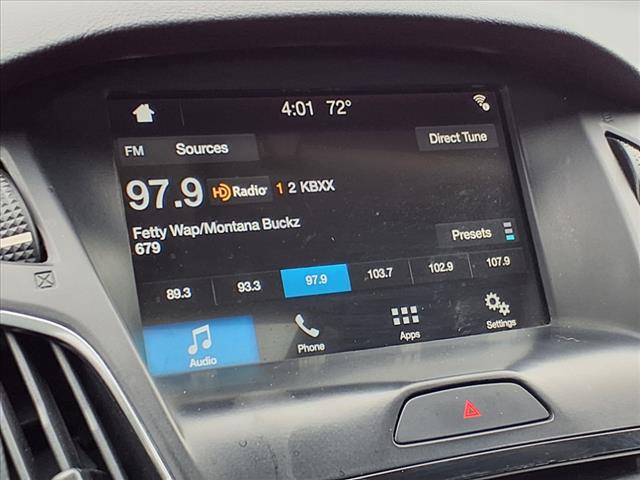 4:01 72°
FM Sources
Direct Tune
97.9 HD Radio 1 2 KBXX
Fetty Wap/Montana Buckz
679
Presets
89.3 93.3 97.9 103.7 102.9 107.9
Audio Phone Apps Settings